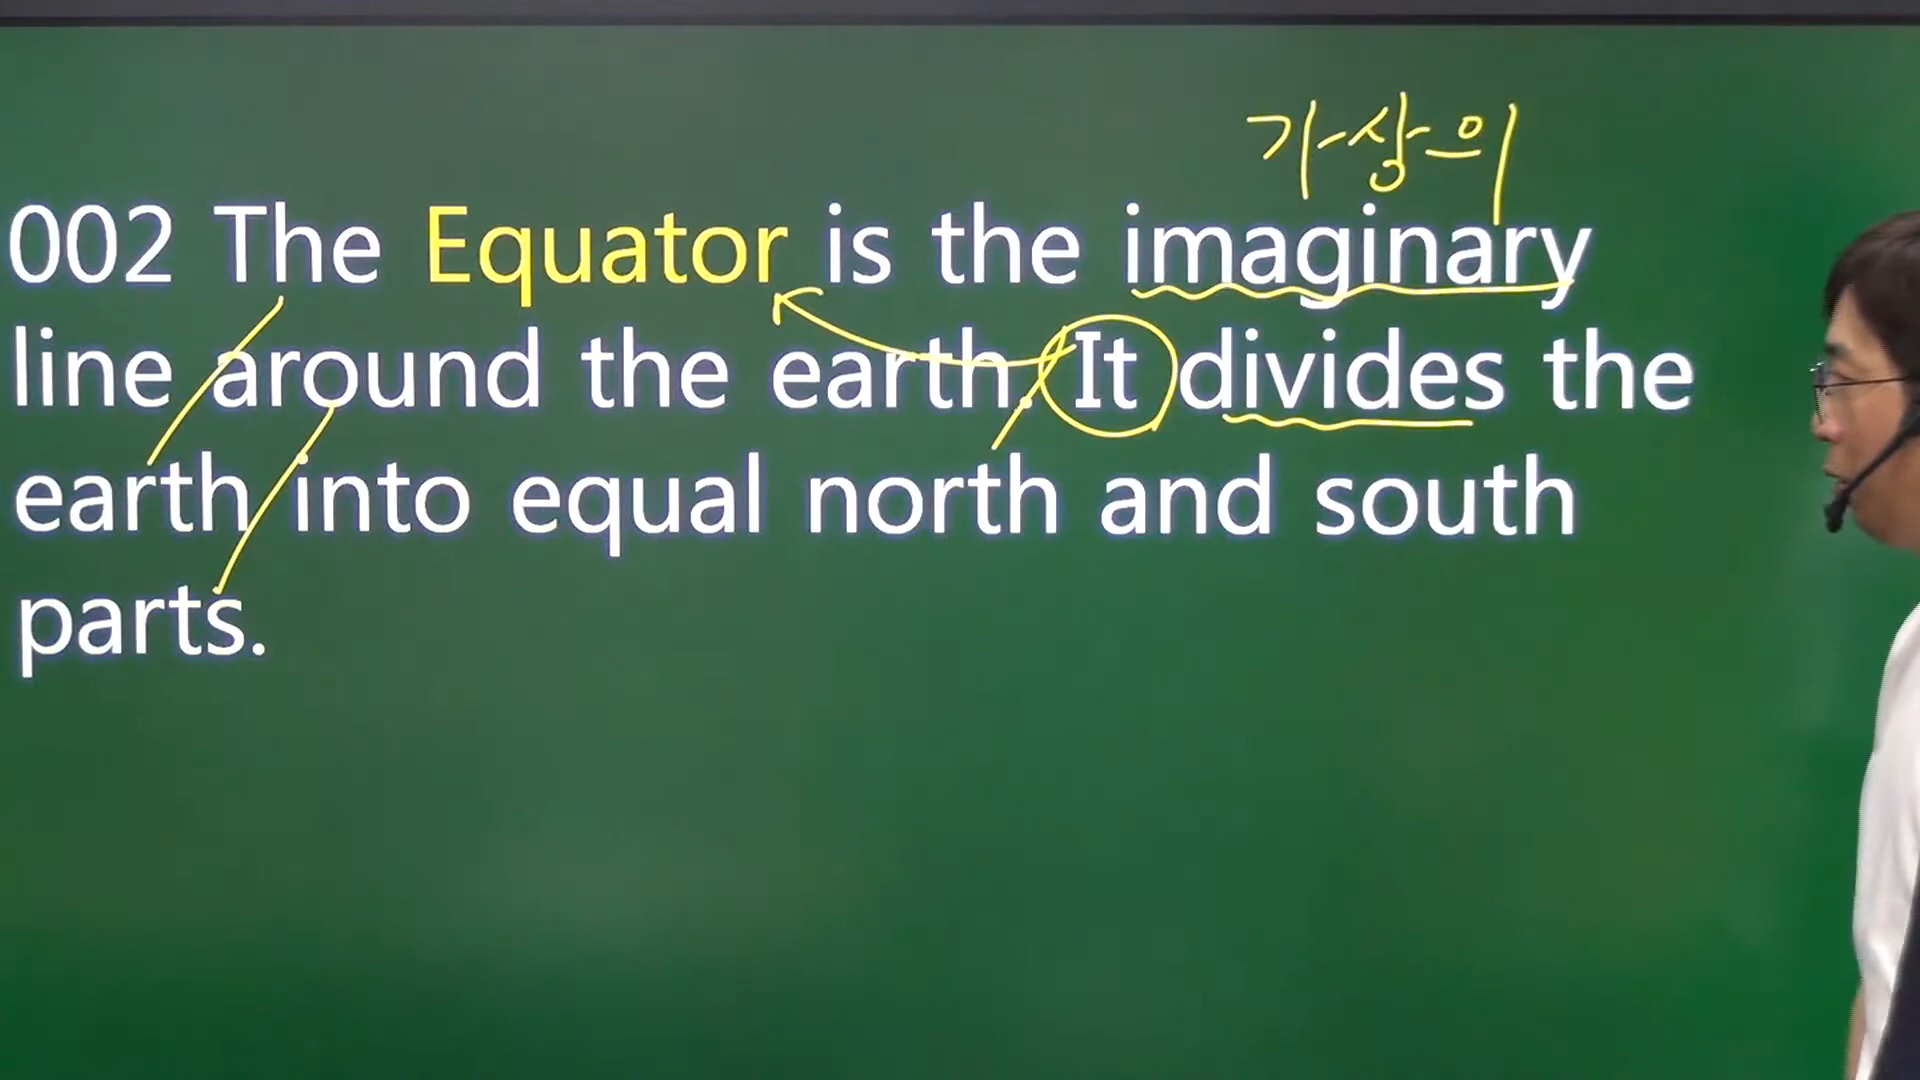 가상의
002 The Equator is the imaginary
line around the earth. It divides the
earth into equal north and south
parts.